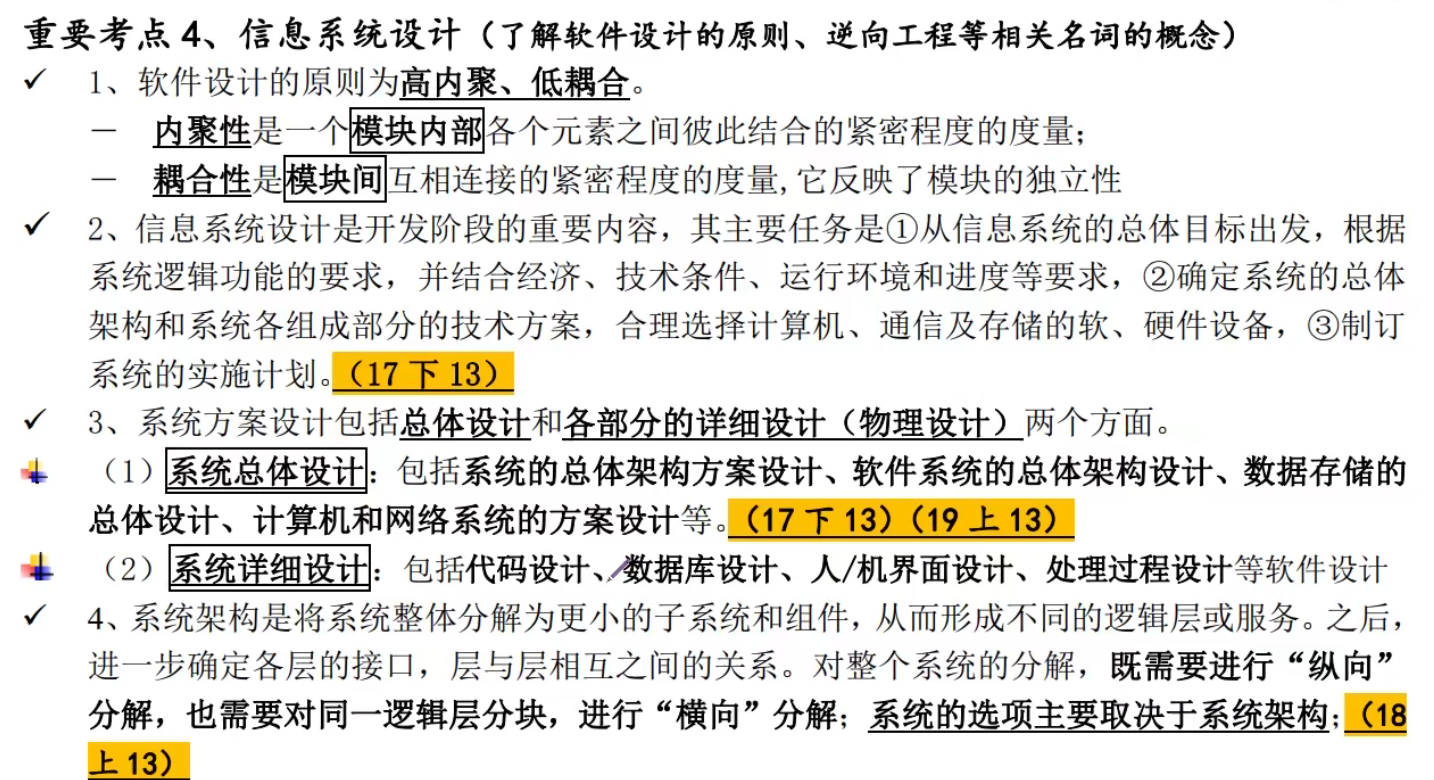 重要考点 4、信息系统设计（了解软件设计的原则、逆向工程等相关名词的概念）
✓ 1、软件设计的原则为高内聚、低耦合。
－ 内聚性是一个模块内部各个元素之间彼此结合的紧密程度的度量；
－ 耦合性是模块间互相连接的紧密程度的度量,它反映了模块的独立性
✓ 2、信息系统设计是开发阶段的重要内容，其主要任务是①从信息系统的总体目标出发，根据
系统逻辑功能的要求，并结合经济、技术条件、运行环境和进度等要求，②确定系统的总体
架构和系统各组成部分的技术方案，合理选择计算机、通信及存储的软、硬件设备，③制订
系统的实施计划。（17 下 13）
✓ 3、系统方案设计包括总体设计和各部分的详细设计（物理设计）两个方面。
（1）系统总体设计：包括系统的总体架构方案设计、软件系统的总体架构设计、数据存储的
总体设计、计算机和网络系统的方案设计等。（17 下 13）（19 上 13）
（2）系统详细设计：包括代码设计、数据库设计、人/机界面设计、处理过程设计等软件设计
✓ 4、系统架构是将系统整体分解为更小的子系统和组件，从而形成不同的逻辑层或服务。之后，
进一步确定各层的接口，层与层相互之间的关系。对整个系统的分解，既需要进行“纵向”
分解，也需要对同一逻辑层分块，进行“横向”分解；系统的选项主要取决于系统架构；（18
上 13）